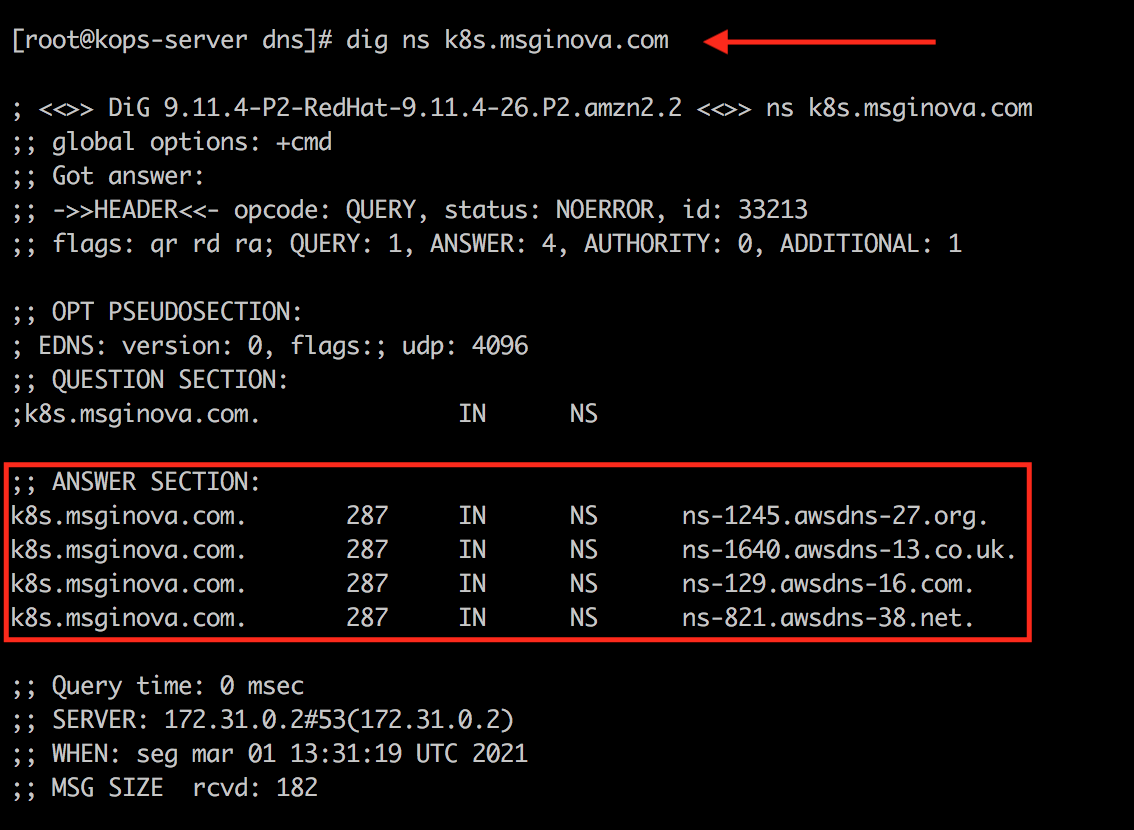 [root@kops-server dns]# dig ns k8s.msginova.com
; <<>> DiG 9.11.4-P2-RedHat-9.11.4-26.P2.amzn2.2 <<>> ns k8s.msginova.com
;; global options: +cmd
;; Got answer:
;; ->>HEADER<<- opcode: QUERY, status: NOERROR, id: 33213
;; flags: qr rd ra; QUERY: 1, ANSWER: 4, AUTHORITY: 0, ADDITIONAL: 1
;; OPT PSEUDOSECTION:
; EDNS: version: 0, flags:; udp: 4096
;; QUESTION SECTION:
;k8s.msginova.com. IN NS
;; ANSWER SECTION:
k8s.msginova.com. 287 IN NS ns-1245.awsdns-27.org.
k8s.msginova.com. 287 IN NS ns-1640.awsdns-13.co.uk.
k8s.msginova.com. 287 IN NS ns-129.awsdns-16.com.
k8s.msginova.com. 287 IN NS ns-821.awsdns-38.net.
;; Query time: 0 msec
;; SERVER: 172.31.0.2#53(172.31.0.2)
;; WHEN: seg mar 01 13:31:19 UTC 2021
;; MSG SIZE  rcvd: 182